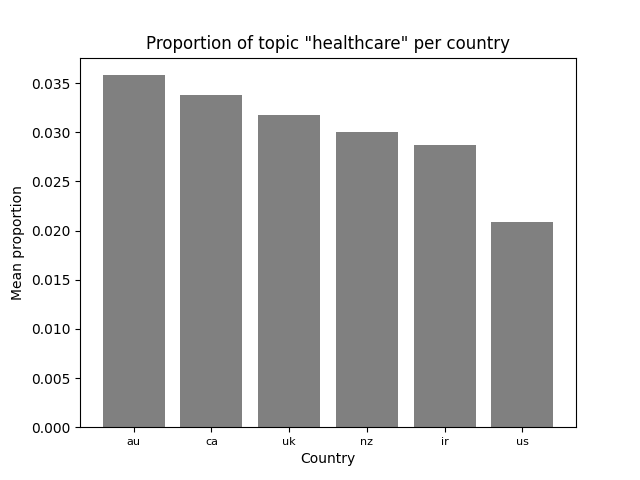 Proportion of topic "healthcare" per country
Mean proportion
0.035
0.030
0.025
0.020
0.015
0.010
0.005
0.000
au ca uk nz ir us
Country